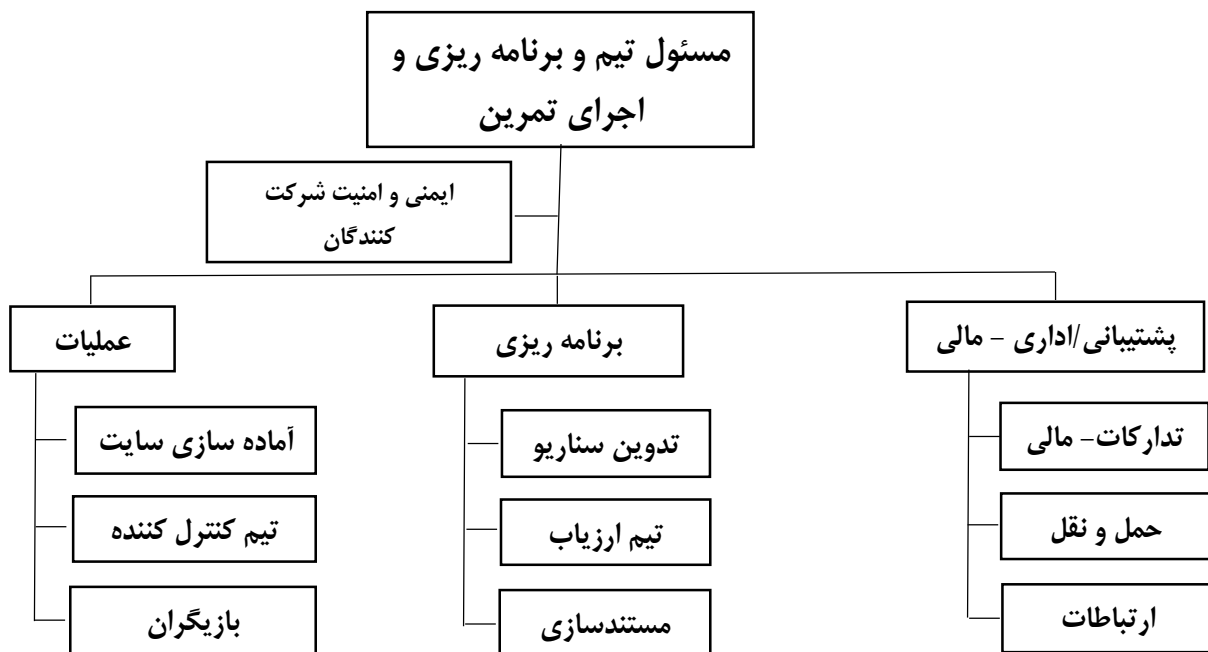 مسئول تیم و برنامه ریزی و
اجرای تمرین
ایمنی و امنیت شرکت
کنندگان
پشتیبانی/اداری – مالی
برنامه ریزی
عملیات
تدارکات- مالی
تدوین سناریو
آماده سازی سایت
حمل و نقل
تیم ارزیاب
تیم کنترل کننده
ارتباطات
مستندسازی
بازیگران